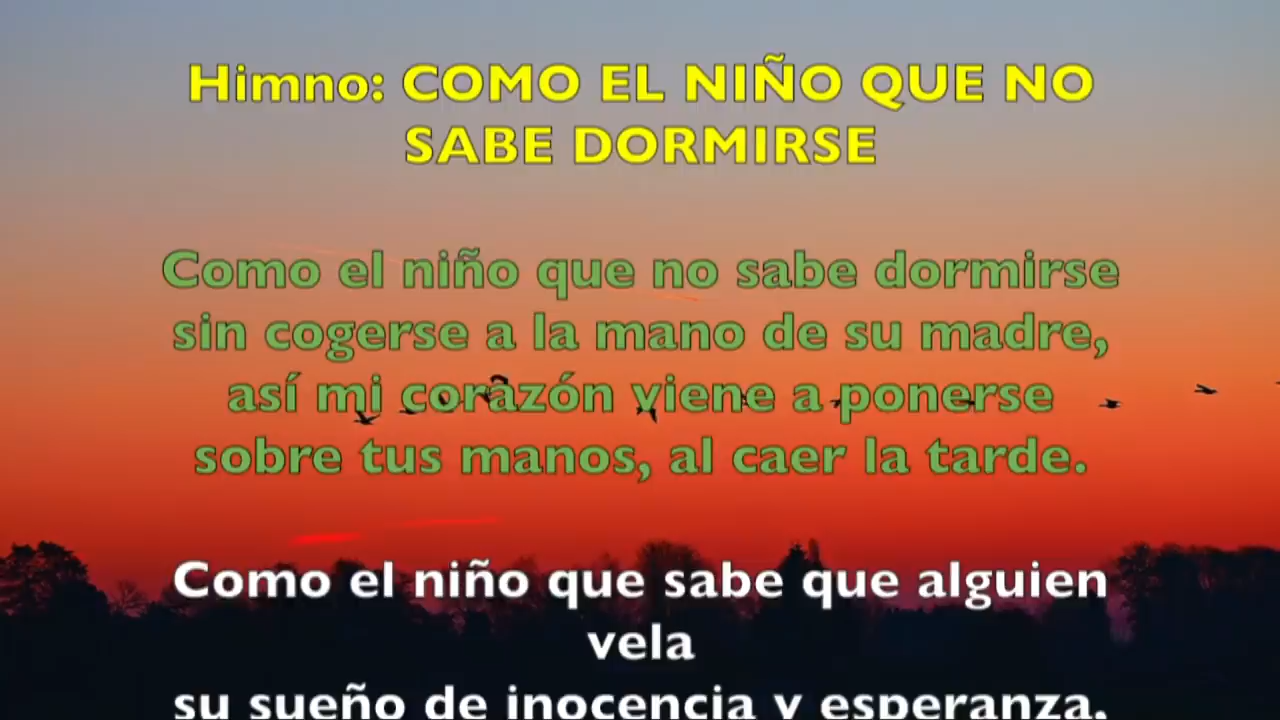 Himno: COMO EL NIÑO QUE NO
SABE DORMIRSE
Como el niño que no sabe dormirse
sin cogerse a la mano de su madre,
así mi corazón viene a ponerse
sobre tus manos, al caer la tarde.
Como el niño que sabe que alguien
vela
su sueño de inocencia y esperanza,